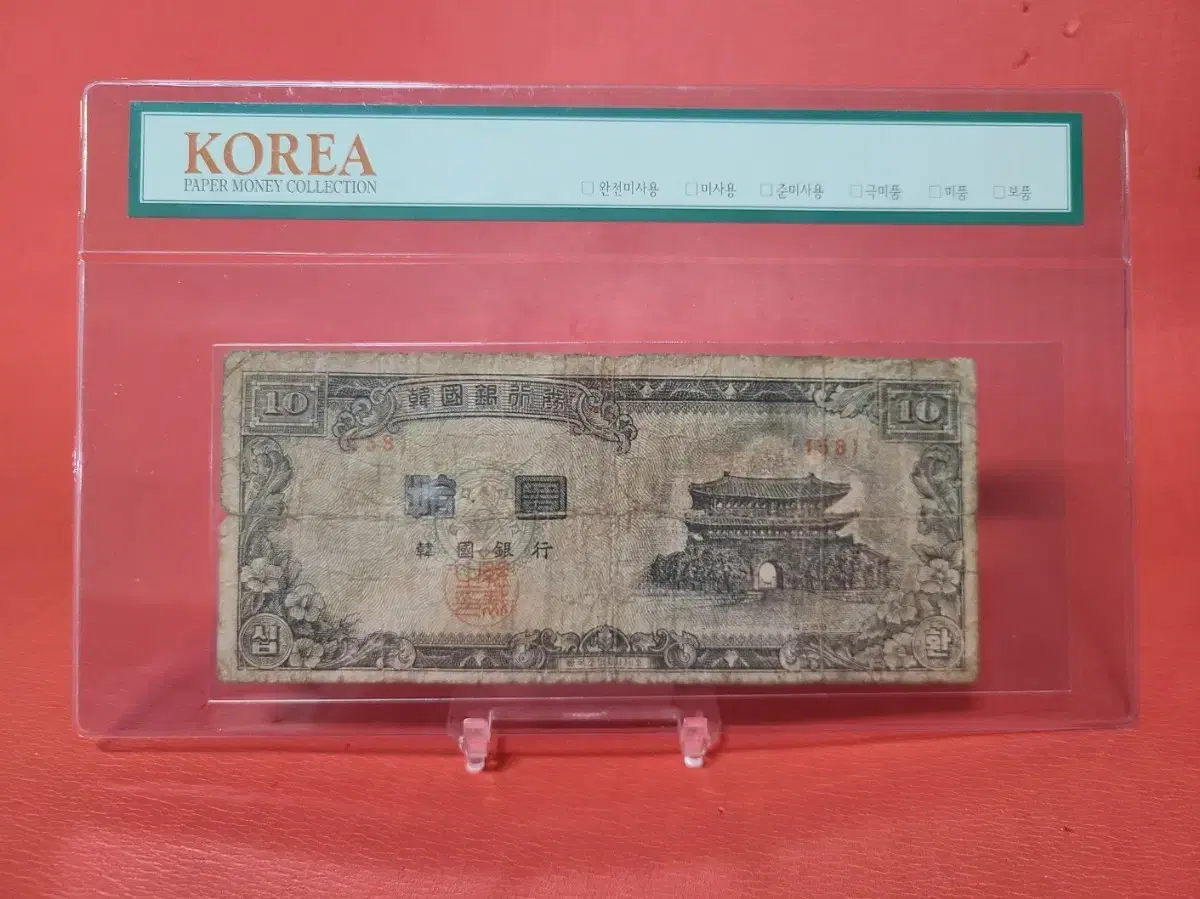 KOREA
PAPER MONEY COLLECTION
□ 완전미사용 □ 미사용 □ 준미사용 □ 극미품 □ 미품 □ 보품
10 韓國銀行券 10
拾 圜
韓國銀行
십 환